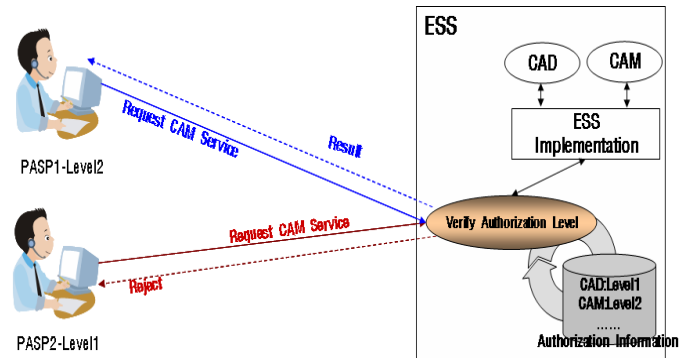 ESS
CAD
CAM
ESS
Implementation
Request CAM Service
Result
PASP1-Level2
Verify Authorization Level
Request CAM Service
Reject
CAD:Level1
CAM:Level2
......
Authorization Information
PASP2-Level1